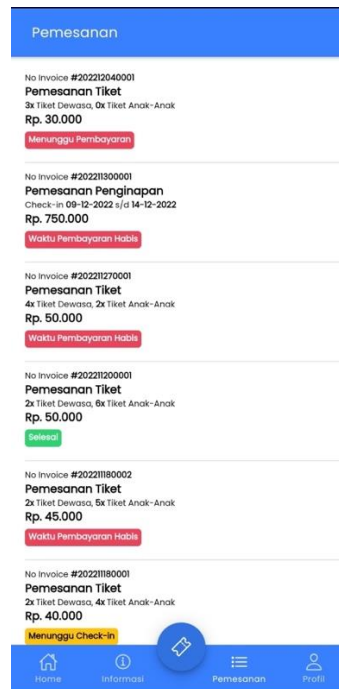 Pemesanan
No Invoice #202212040001
Pemesanan Tiket
3x Tiket Dewasa, 0x Tiket Anak-Anak
Rp. 30.000
Menunggu Pembayaran
No Invoice #202211300001
Pemesanan Penginapan
Check-in 09-12-2022 s/d 14-12-2022
Rp. 750.000
Waktu Pembayaran Habis
No Invoice #202211270001
Pemesanan Tiket
4x Tiket Dewasa, 2x Tiket Anak-Anak
Rp. 50.000
Waktu Pembayaran Habis
No Invoice #202211200001
Pemesanan Tiket
2x Tiket Dewasa, 6x Tiket Anak-Anak
Rp. 50.000
Selesai
No Invoice #202211180002
Pemesanan Tiket
2x Tiket Dewasa, 5x Tiket Anak-Anak
Rp. 45.000
Waktu Pembayaran Habis
No Invoice #202211180001
Pemesanan Tiket
2x Tiket Dewasa, 4x Tiket Anak-Anak
Rp. 40.000
Menunggu Check-in
Home Informasi Pemesanan Profil